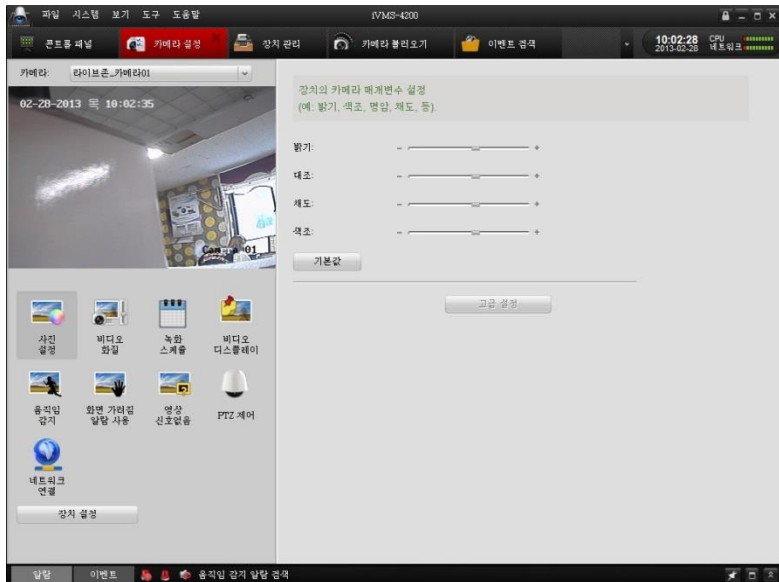 파일 시스템 보기 도구 도움말
iVMS-4200
콘트롤 패널
카메라 설정
장치 관리
카메라 불러오기
이벤트 검색
10:02:28
2013-02-28
CPU
네트워크
카메라:
라이브존_카메라01
02-28-2013 목 10:02:35
Camera 01
장치의 카메라 매개변수 설정
(예: 밝기, 색조, 명암, 채도, 등).
밝기: - +
대조: - +
채도: - +
색조: - +
기본값
고급 설정
사진
설정
비디오
화질
녹화
스케쥴
비디오
디스플레이
움직임
감지
화면 가려짐
알람 사용
영상
신호없음
PTZ 제어
네트워크
연결
장치 설정
알람
이벤트
움직임 감지 알람 검색